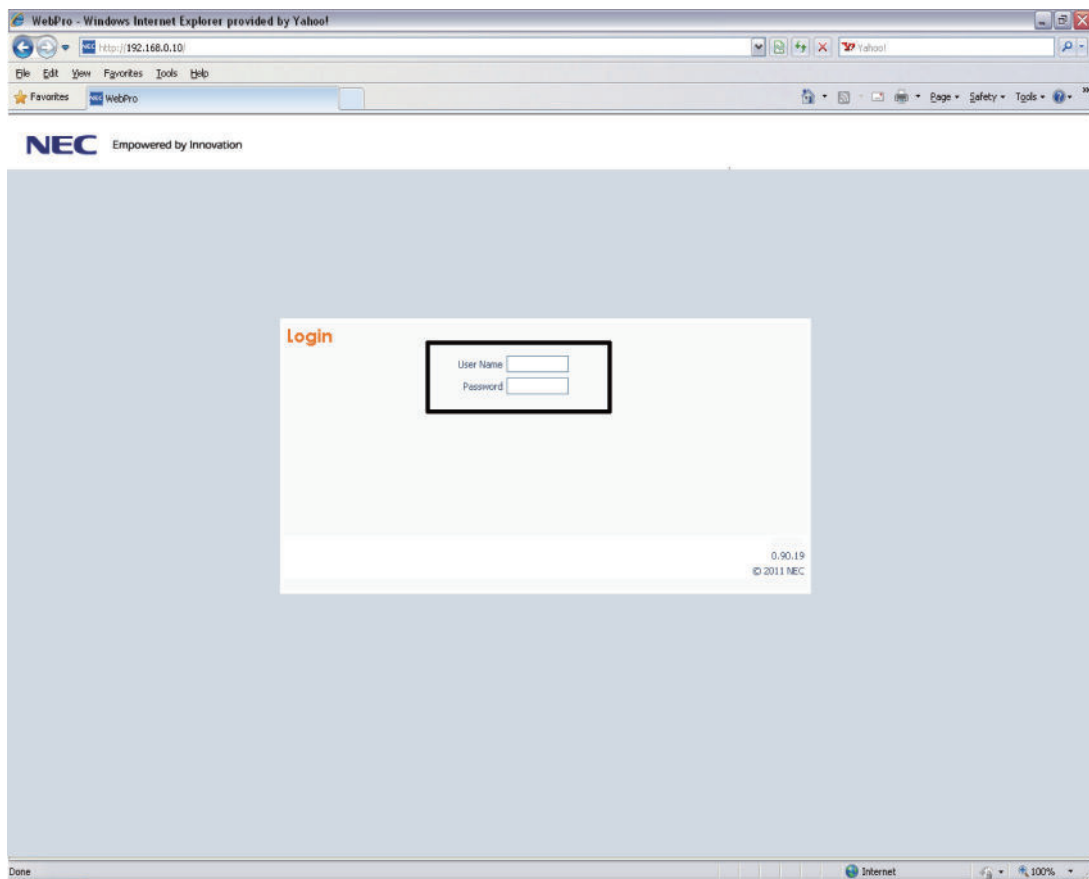 WebPro - Windows Internet Explorer provided by Yahoo!
NEC http://192.168.0.10/
Yahoo!
File Edit View Favorites Tools Help
Favorites NEC WebPro
Page Safety Tools
NEC Empowered by Innovation
Login
User Name
Password
0.90.19
© 2011 NEC
Done
Internet
100%